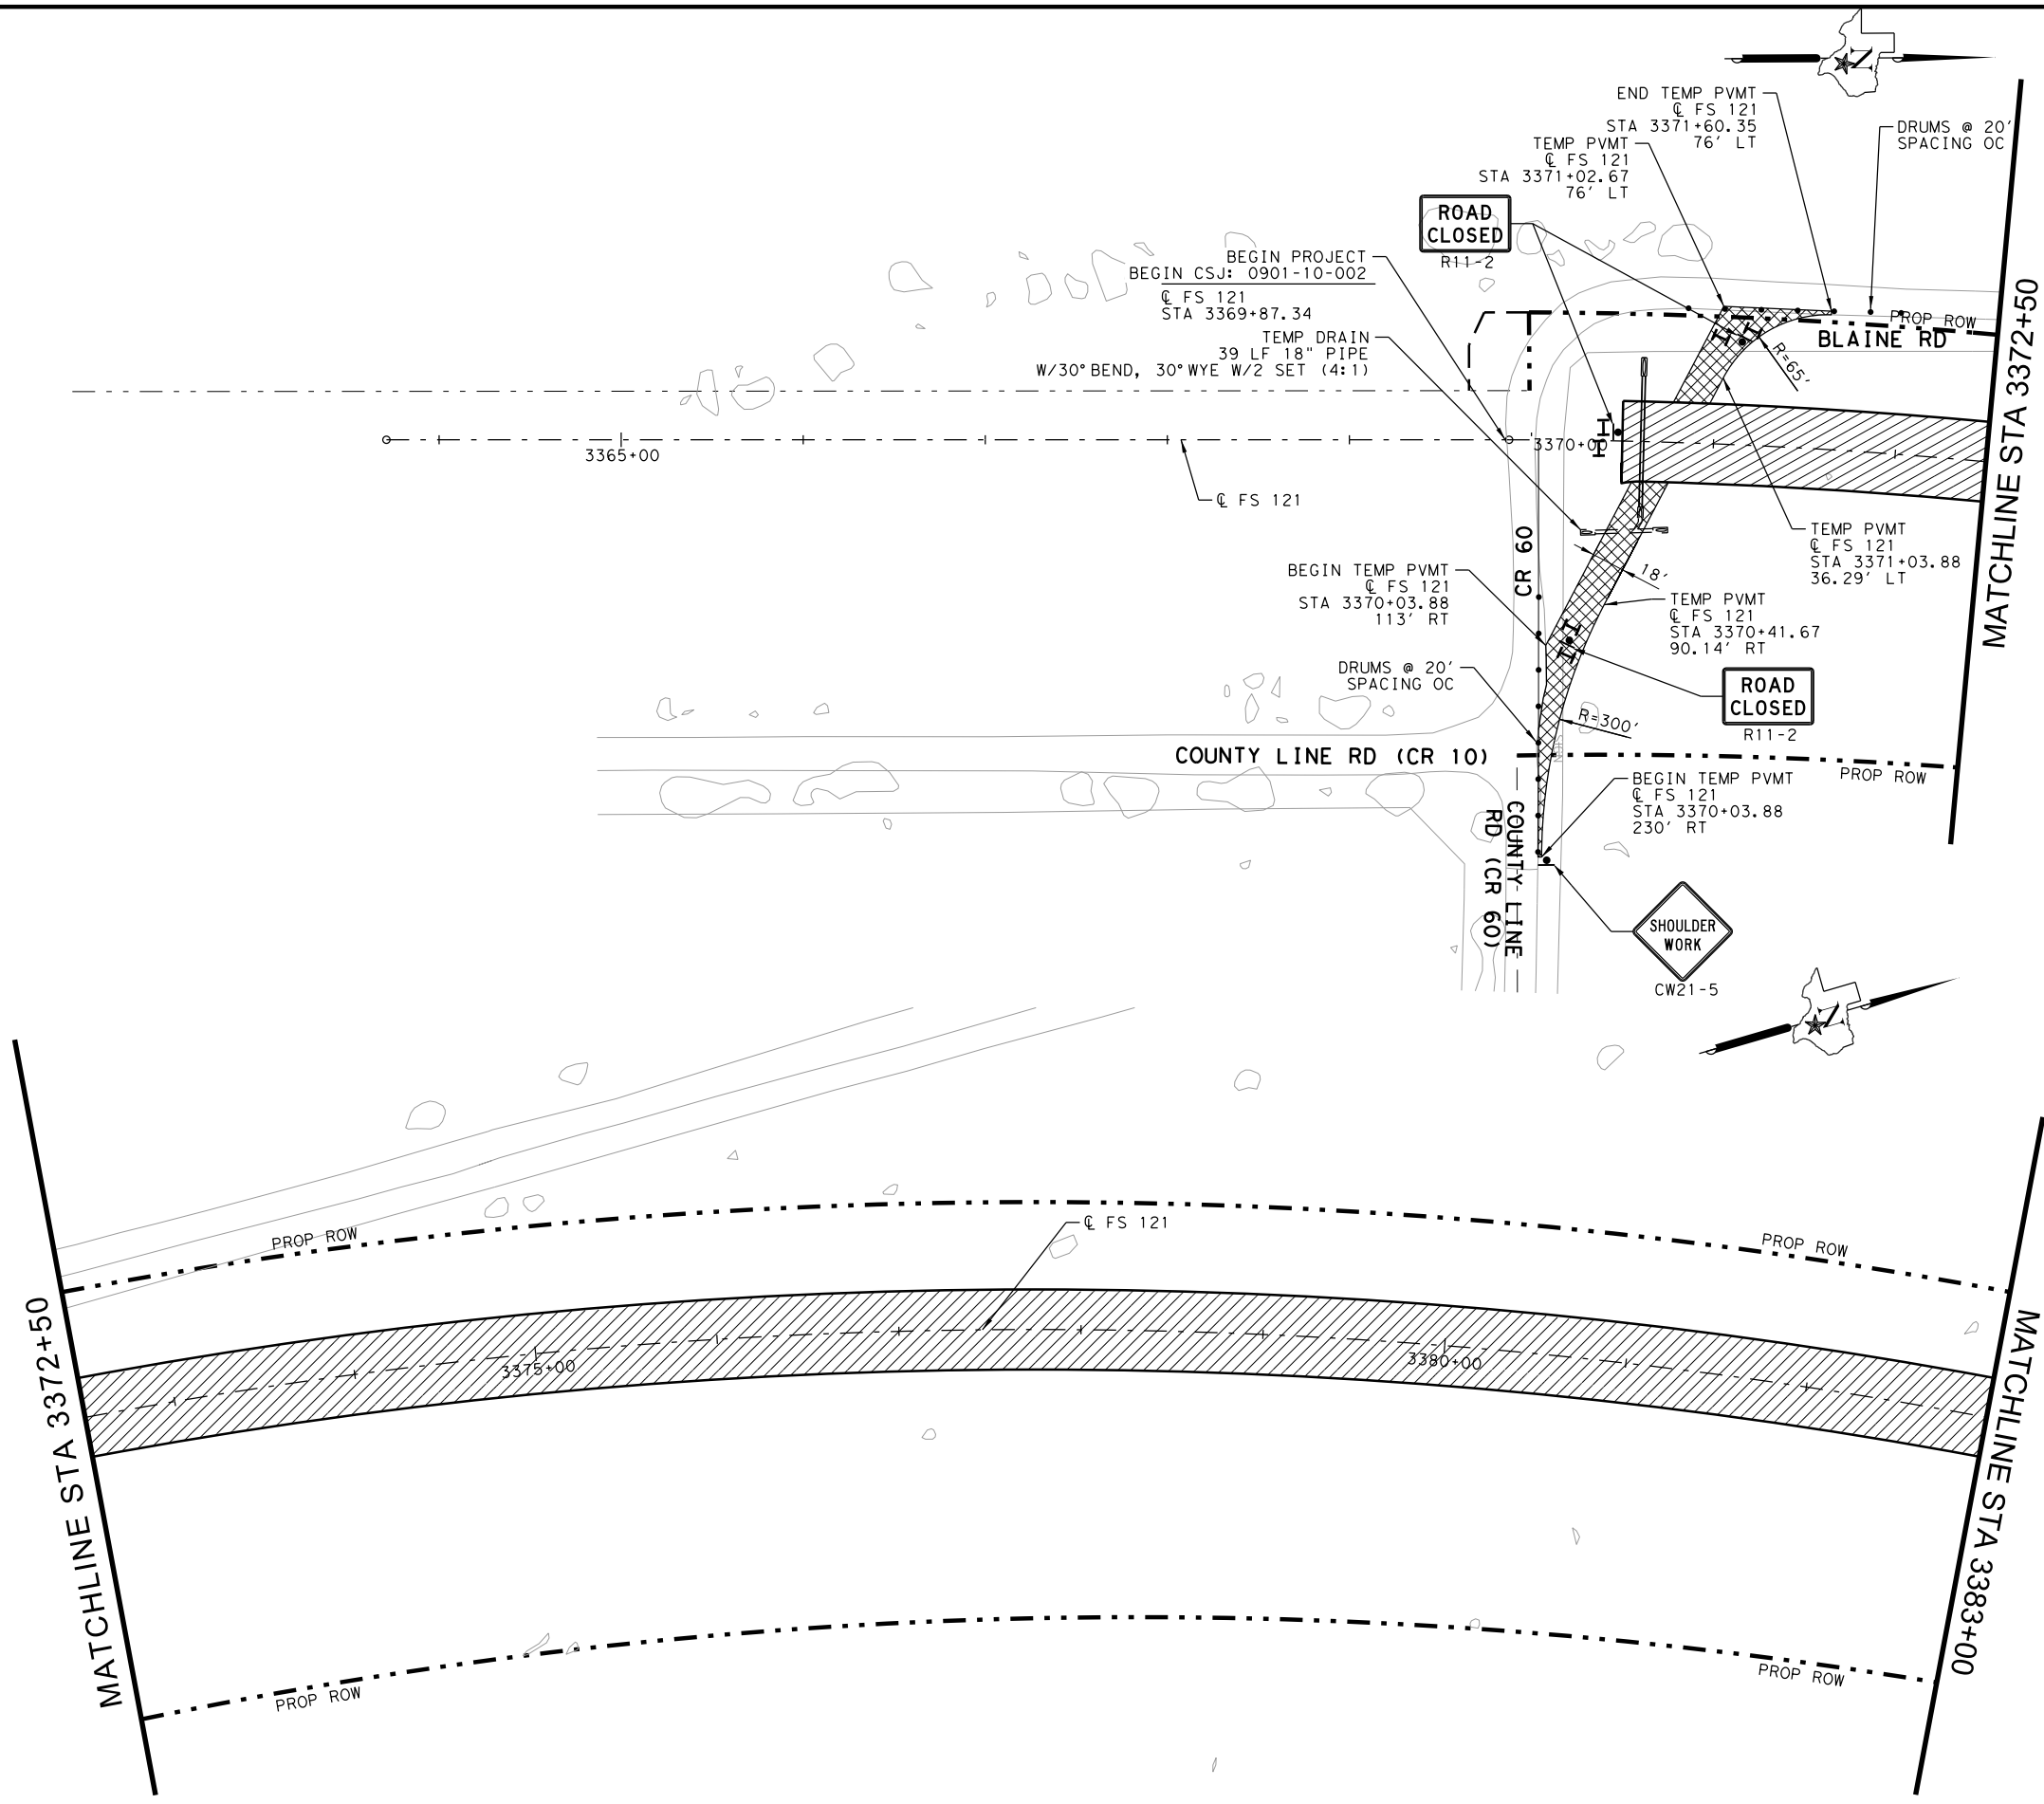 END TEMP PVMT
℄ FS 121
STA 3371+60.35
76' LT
DRUMS @ 20'
SPACING OC
TEMP PVMT
℄ FS 121
STA 3371+02.67
76' LT
ROAD
CLOSED
R11-2
BEGIN PROJECT
BEGIN CSJ: 0901-10-002
℄ FS 121
STA 3369+87.34
TEMP DRAIN
39 LF 18" PIPE
W/30° BEND, 30° WYE W/2 SET (4:1)
PROP ROW
BLAINE RD
R=65'
MATCHLINE STA 3372+50
3365+00
3370+00
℄ FS 121
CR 60
TEMP PVMT
℄ FS 121
STA 3371+03.88
36.29' LT
BEGIN TEMP PVMT
℄ FS 121
STA 3370+03.88
113' RT
18'
TEMP PVMT
℄ FS 121
STA 3370+41.67
90.14' RT
DRUMS @ 20'
SPACING OC
ROAD
CLOSED
R11-2
R=300'
COUNTY LINE RD (CR 10)
PROP ROW
BEGIN TEMP PVMT
℄ FS 121
STA 3370+03.88
230' RT
COUNTY LINE
RD (CR 60)
SHOULDER
WORK
CW21-5
MATCHLINE STA 3372+50
PROP ROW
℄ FS 121
PROP ROW
3375+00
3380+00
PROP ROW
PROP ROW
MATCHLINE STA 3383+00